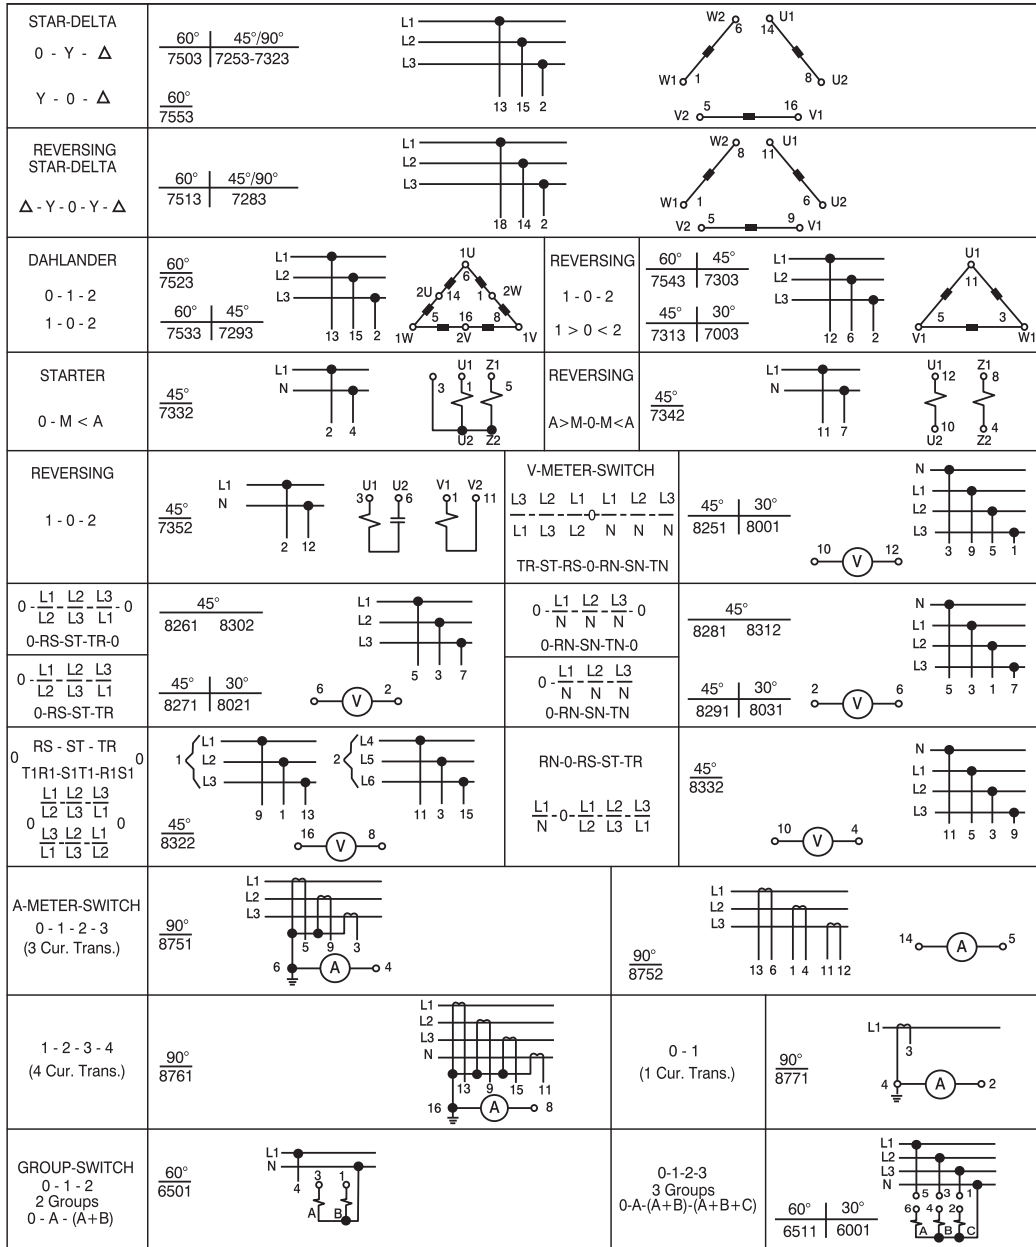 STAR-DELTA
0 - Y - Δ
Y - 0 - Δ
60° 45°/90°
7503 7253-7323
60°
7553
L1
L2
L3
13 15 2
W2 6 14 U1
W1 1 8 U2
V2 5 16 V1
REVERSING
STAR-DELTA
Δ - Y - 0 - Y - Δ
60° 45°/90°
7513 7283
L1
L2
L3
18 14 2
W2 8 11 U1
W1 1 6 U2
V2 5 9 V1
DAHLANDER
0 - 1 - 2
1 - 0 - 2
60°
7523
60° 45°
7533 7293
L1
L2
L3
13 15 2
1U
6
2U 14 1 2W
5 16 8
1W 2V 1V
REVERSING
1 - 0 - 2
1 > 0 < 2
60° 45°
7543 7303
45° 30°
7313 7003
L1
L2
L3
12 6 2
U1
11
5 3
V1 W1
STARTER
0 - M < A
45°
7332
L1
N
2 4
U1 Z1
3 1 5
U2 Z2
REVERSING
A>M-0-M<A
45°
7342
L1
N
11 7
U1 12 Z1 8
10 4
U2 Z2
REVERSING
1 - 0 - 2
45°
7352
L1
N
2 12
U1 U2 V1 V2
3 6 1 11
V-METER-SWITCH
L3 L2 L1 L1 L2 L3
0
L1 L3 L2 N N N
TR-ST-RS-0-RN-SN-TN
45° 30°
8251 8001
N
L1
L2
L3
3 9 5 1
10 V 12
0 - L1 - L2 - L3 - 0
L2 L3 L1
0-RS-ST-TR-0
0 - L1 - L2 - L3
L2 L3 L1
0-RS-ST-TR
45°
8261 8302
45° 30°
8271 8021
L1
L2
L3
5 3 7
6 V 2
0 - L1 - L2 - L3 - 0
N N N
0-RN-SN-TN-0
0 - L1 - L2 - L3
N N N
0-RN-SN-TN
45°
8281 8312
45° 30°
8291 8031
N
L1
L2
L3
5 3 1 7
2 V 6
RS - ST - TR
0 0
T1R1-S1T1-R1S1
L1 - L2 - L3
L2 L3 L1
0 0
L3 - L2 - L1
L1 L3 L2
45°
8322
1 L1
L2
L3
9 1 13
2 L4
L5
L6
11 3 15
16 V 8
RN-0-RS-ST-TR
L1 - 0 - L1 - L2 - L3
N L2 L3 L1
45°
8332
N
L1
L2
L3
11 5 3 9
10 V 4
A-METER-SWITCH
0 - 1 - 2 - 3
(3 Cur. Trans.)
90°
8751
L1
L2
L3
5 9 3
6 A 4
90°
8752
L1
L2
L3
13 6 1 4 11 12
14 A 5
1 - 2 - 3 - 4
(4 Cur. Trans.)
90°
8761
L1
L2
L3
N
13 9 15 11
16 A 8
0 - 1
(1 Cur. Trans.)
90°
8771
L1
3
4 A 2
GROUP-SWITCH
0 - 1 - 2
2 Groups
0 - A - (A+B)
60°
6501
L1
N
4 3 1
A B
0-1-2-3
3 Groups
0-A-(A+B)-(A+B+C)
60° 30°
6511 6001
L1
L2
L3
N
5 3 1
6 4 2
A B C